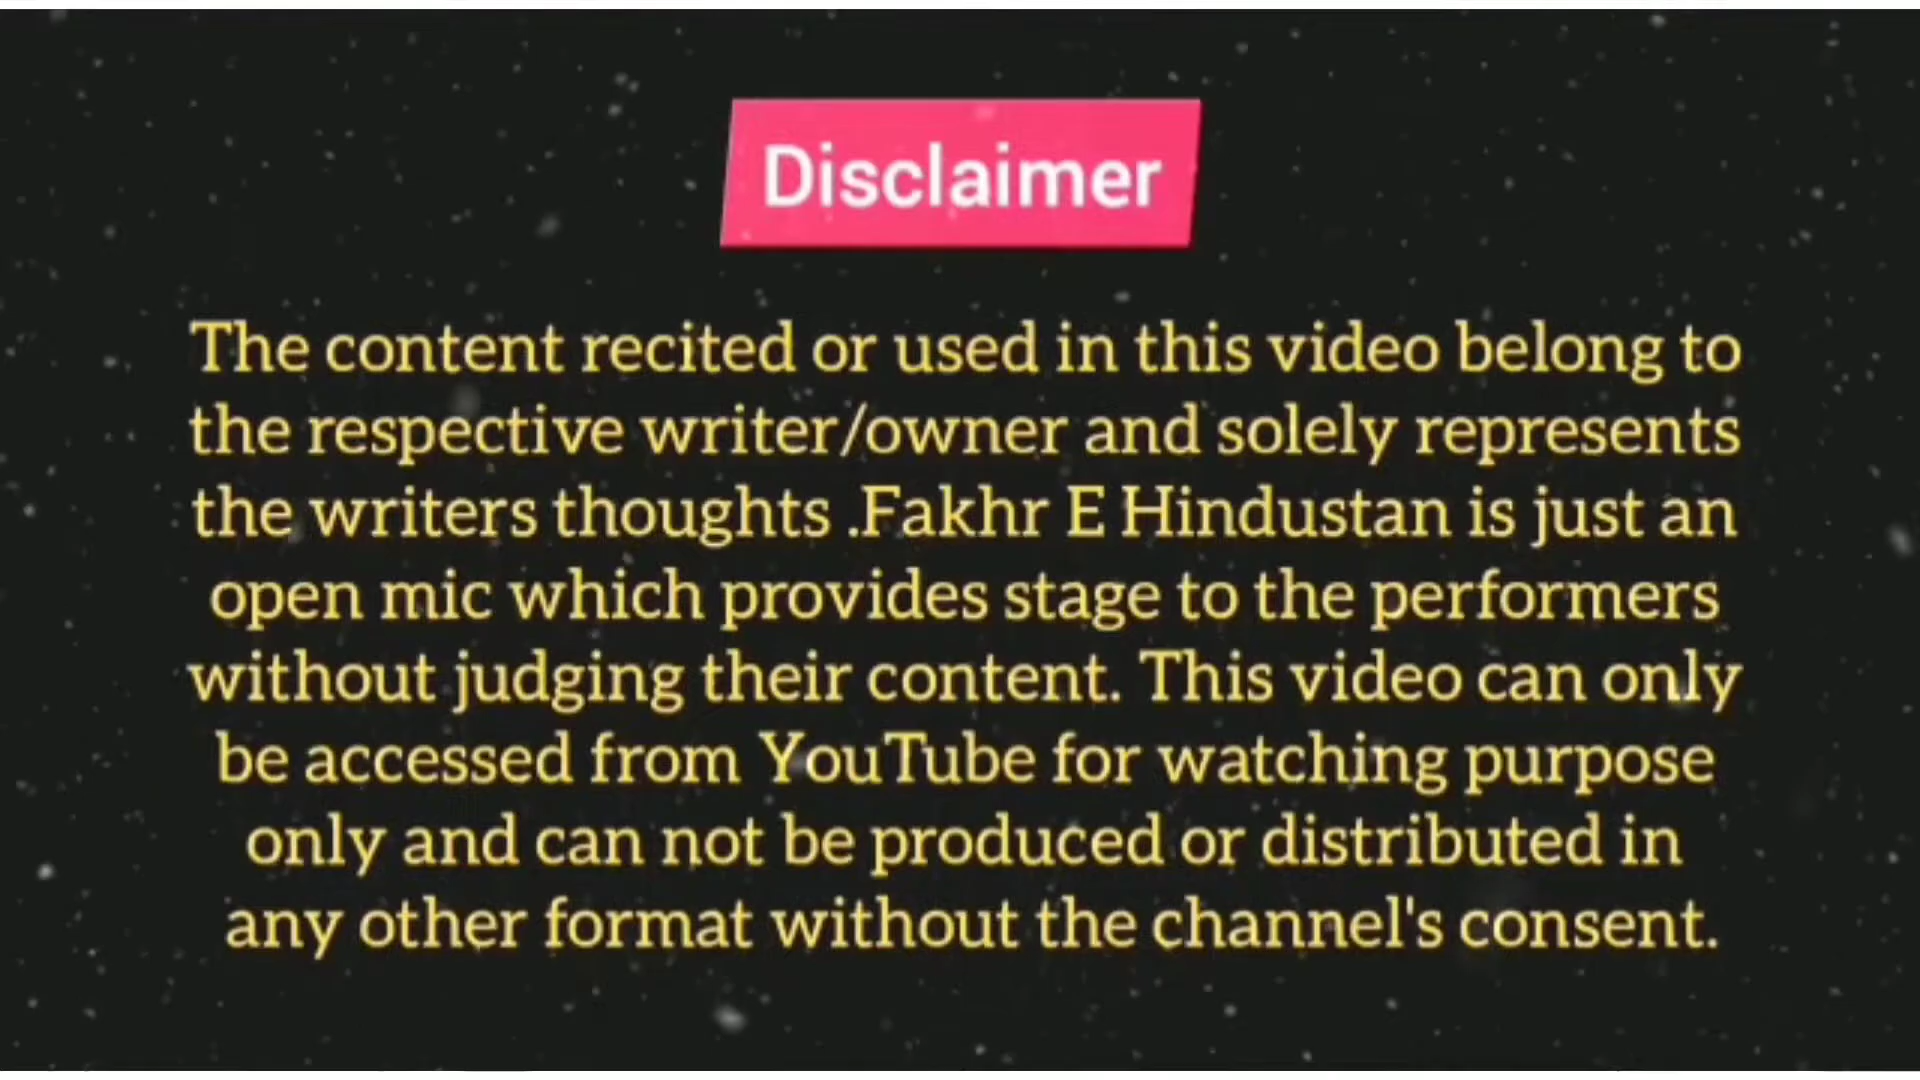 Disclaimer
The content recited or used in this video belong to
the respective writer/owner and solely represents
the writers thoughts .Fakhr E Hindustan is just an
open mic which provides stage to the performers
without judging their content. This video can only
be accessed from YouTube for watching purpose
only and can not be produced or distributed in
any other format without the channel's consent.